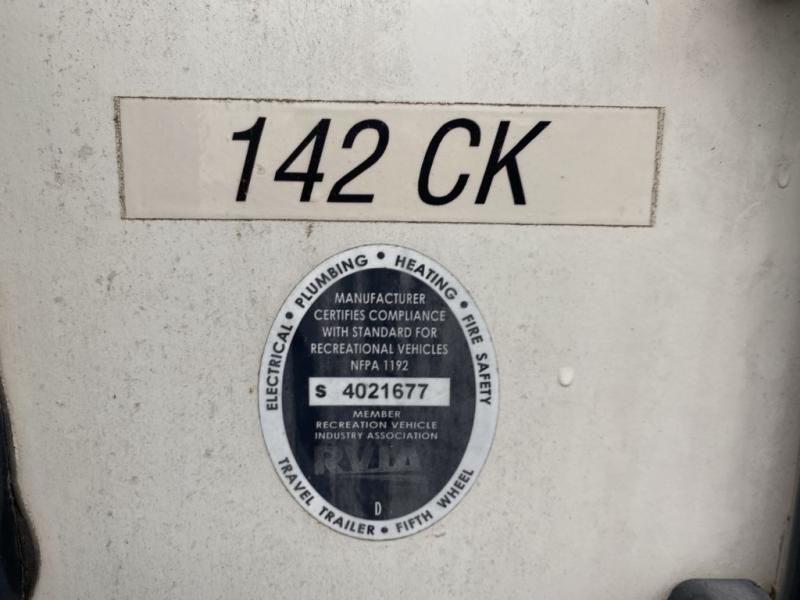 142 CK
ELECTRICAL • PLUMBING • HEATING • FIRE SAFETY
MANUFACTURER
CERTIFIES COMPLIANCE
WITH STANDARD FOR
RECREATIONAL VEHICLES
NFPA 1192
S 4021677
MEMBER
RECREATION VEHICLE
INDUSTRY ASSOCIATION
RVIA
D
TRAVEL TRAILER • FIFTH WHEEL